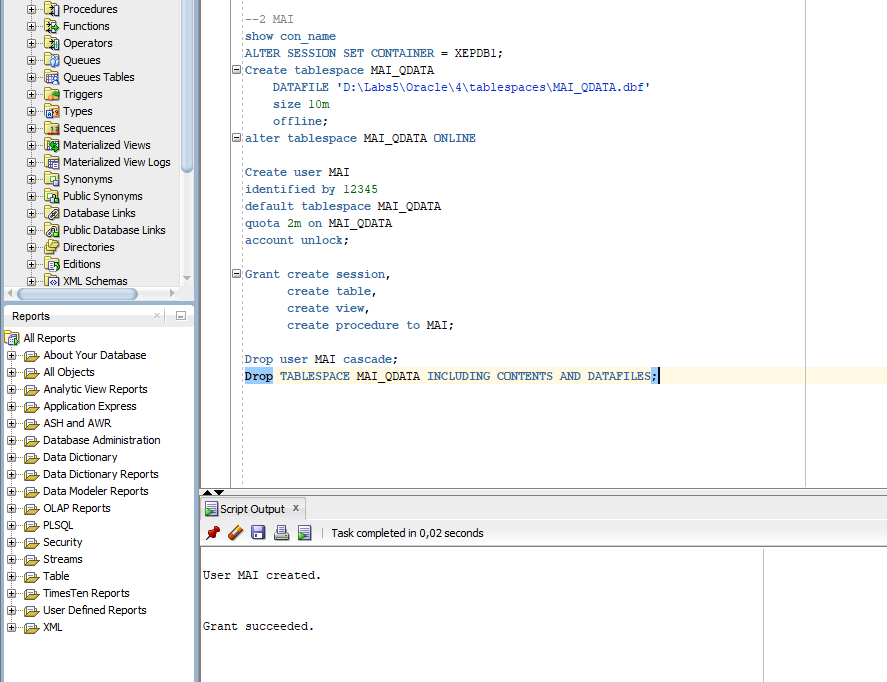 Procedures
Functions
Operators
Queues
Queues Tables
Triggers
Types
Sequences
Materialized Views
Materialized View Logs
Synonyms
Public Synonyms
Database Links
Public Database Links
Directories
Editions
XML Schemas
Reports
All Reports
About Your Database
All Objects
Analytic View Reports
Application Express
ASH and AWR
Database Administration
Data Dictionary
Data Dictionary Reports
Data Modeler Reports
OLAP Reports
PLSQL
Security
Streams
Table
TimesTen Reports
User Defined Reports
XML
--2 MAI
show con_name
ALTER SESSION SET CONTAINER = XEPDB1;
Create tablespace MAI_QDATA
DATAFILE 'D:\Labs5\Oracle\4\tablespaces\MAI_QDATA.dbf'
size 10m
offline;
alter tablespace MAI_QDATA ONLINE
Create user MAI
identified by 12345
default tablespace MAI_QDATA
quota 2m on MAI_QDATA
account unlock;
Grant create session,
create table,
create view,
create procedure to MAI;
Drop user MAI cascade;
Drop TABLESPACE MAI_QDATA INCLUDING CONTENTS AND DATAFILES;
Script Output
Task completed in 0,02 seconds
User MAI created.
Grant succeeded.